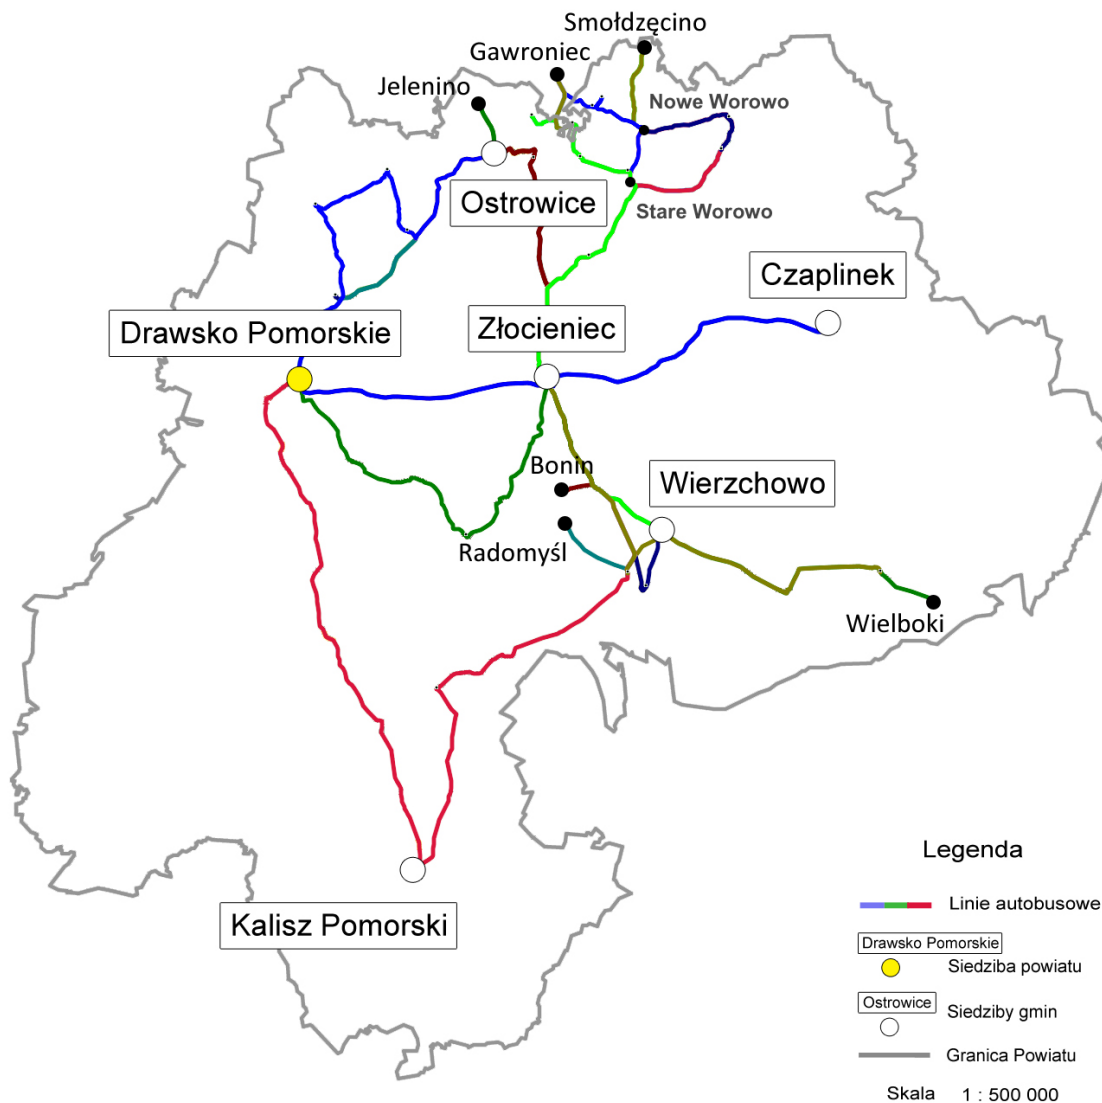 Smołdzęcino
Gawroniec
Jelenino
Nowe Worowo
Ostrowice
Stare Worowo
Czaplinek
Drawsko Pomorskie
Złocieniec
Bonin
Wierzchowo
Radomyśl
Wielboki
Kalisz Pomorski
Legenda
Linie autobusowe
Drawsko Pomorskie
Siedziba powiatu
Ostrowice
Siedziby gmin
Granica Powiatu
Skala 1 : 500 000